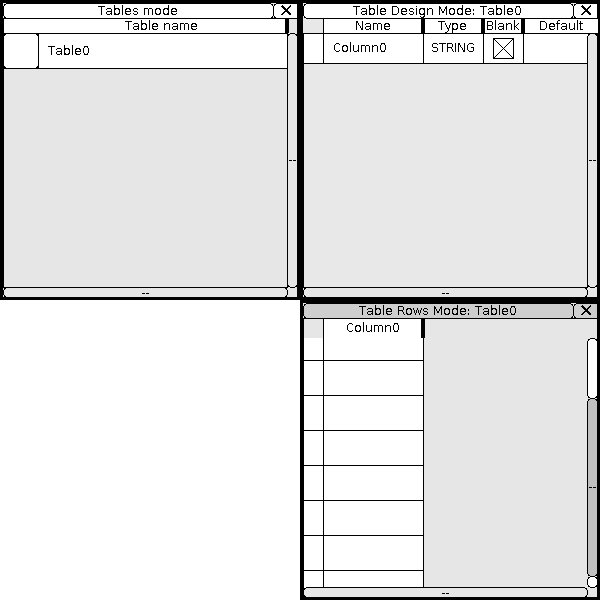 Tables mode
Table name
Table0
Table Design Mode: Table0
Name Type Blank Default
Column0 STRING
Table Rows Mode: Table0
Column0